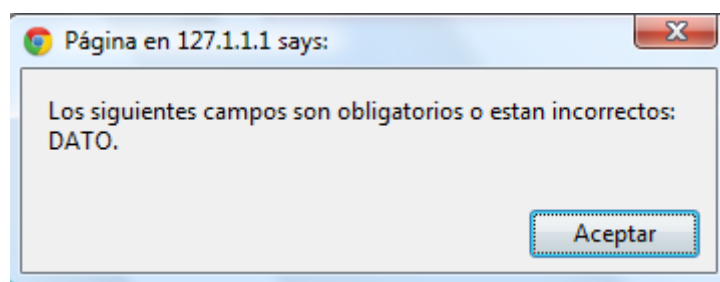 Página en 127.1.1.1 says:
Los siguientes campos son obligatorios o estan incorrectos:
DATO.
Aceptar